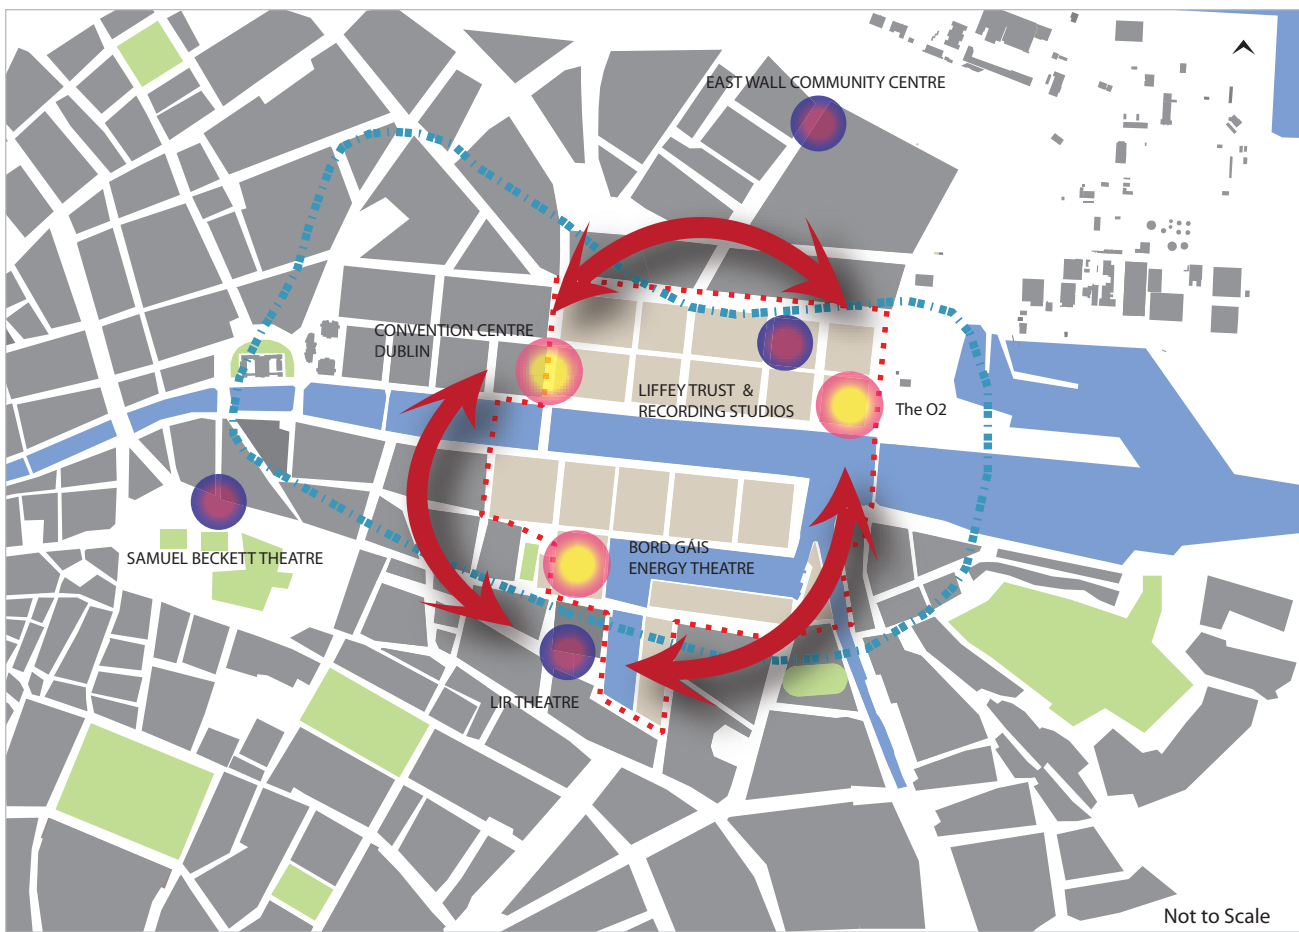 EAST WALL COMMUNITY CENTRE
CONVENTION CENTRE
DUBLIN
LIFFEY TRUST &
RECORDING STUDIOS
The O2
SAMUEL BECKETT THEATRE
BORD GÁIS
ENERGY THEATRE
LIR THEATRE
Not to Scale